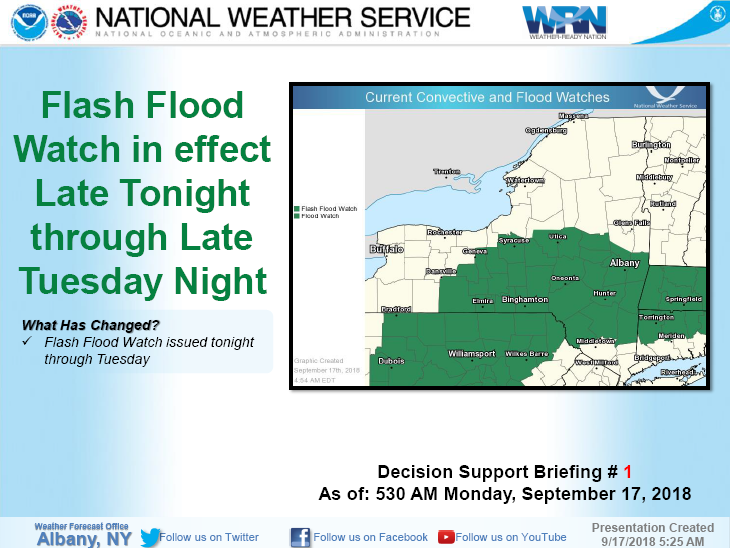 NATIONAL WEATHER SERVICE
NATIONAL OCEANIC AND ATMOSPHERIC ADMINISTRATION
NOAA
WRN
WEATHER-READY NATION
Flash Flood
Watch in effect
Late Tonight
through Late
Tuesday Night
What Has Changed?
✓ Flash Flood Watch issued tonight
through Tuesday
Current Convective and Flood Watches
National Weather Service
Flash Flood Watch
Flood Watch
Massena
Ogdensburg
Burlington
Montpelier
Trenton
Watertown
Middlebury
Rutland
Glens Falls
Rochester
Buffalo
Geneva
Syracuse
Utica
Albany
Dansville
Oneonta
Elmira
Binghamton
Hunter
Springfield
Bradford
Torrington
Middletown
Meriden
Dubois
Williamsport
Wilkes Barre
West Milford
Bridgeport
Riverhead
Graphic Created
September 17th, 2018
4:54 AM EDT
Decision Support Briefing # 1
As of: 530 AM Monday, September 17, 2018
Weather Forecast Office
Albany, NY
Follow us on Twitter
Follow us on Facebook
Follow us on YouTube
Presentation Created
9/17/2018 5:25 AM